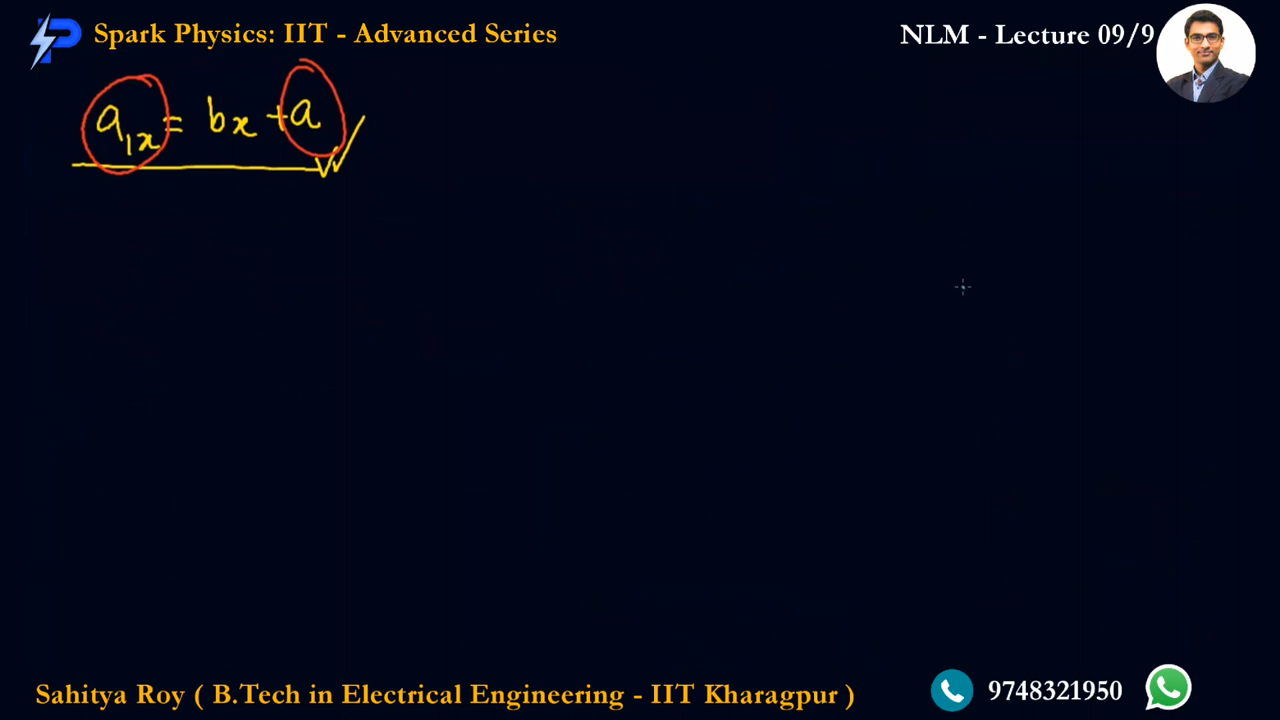 Spark Physics: IIT - Advanced Series
NLM - Lecture 09/9
a₁ₓ = bx + a
Sahitya Roy ( B.Tech in Electrical Engineering - IIT Kharagpur )
9748321950